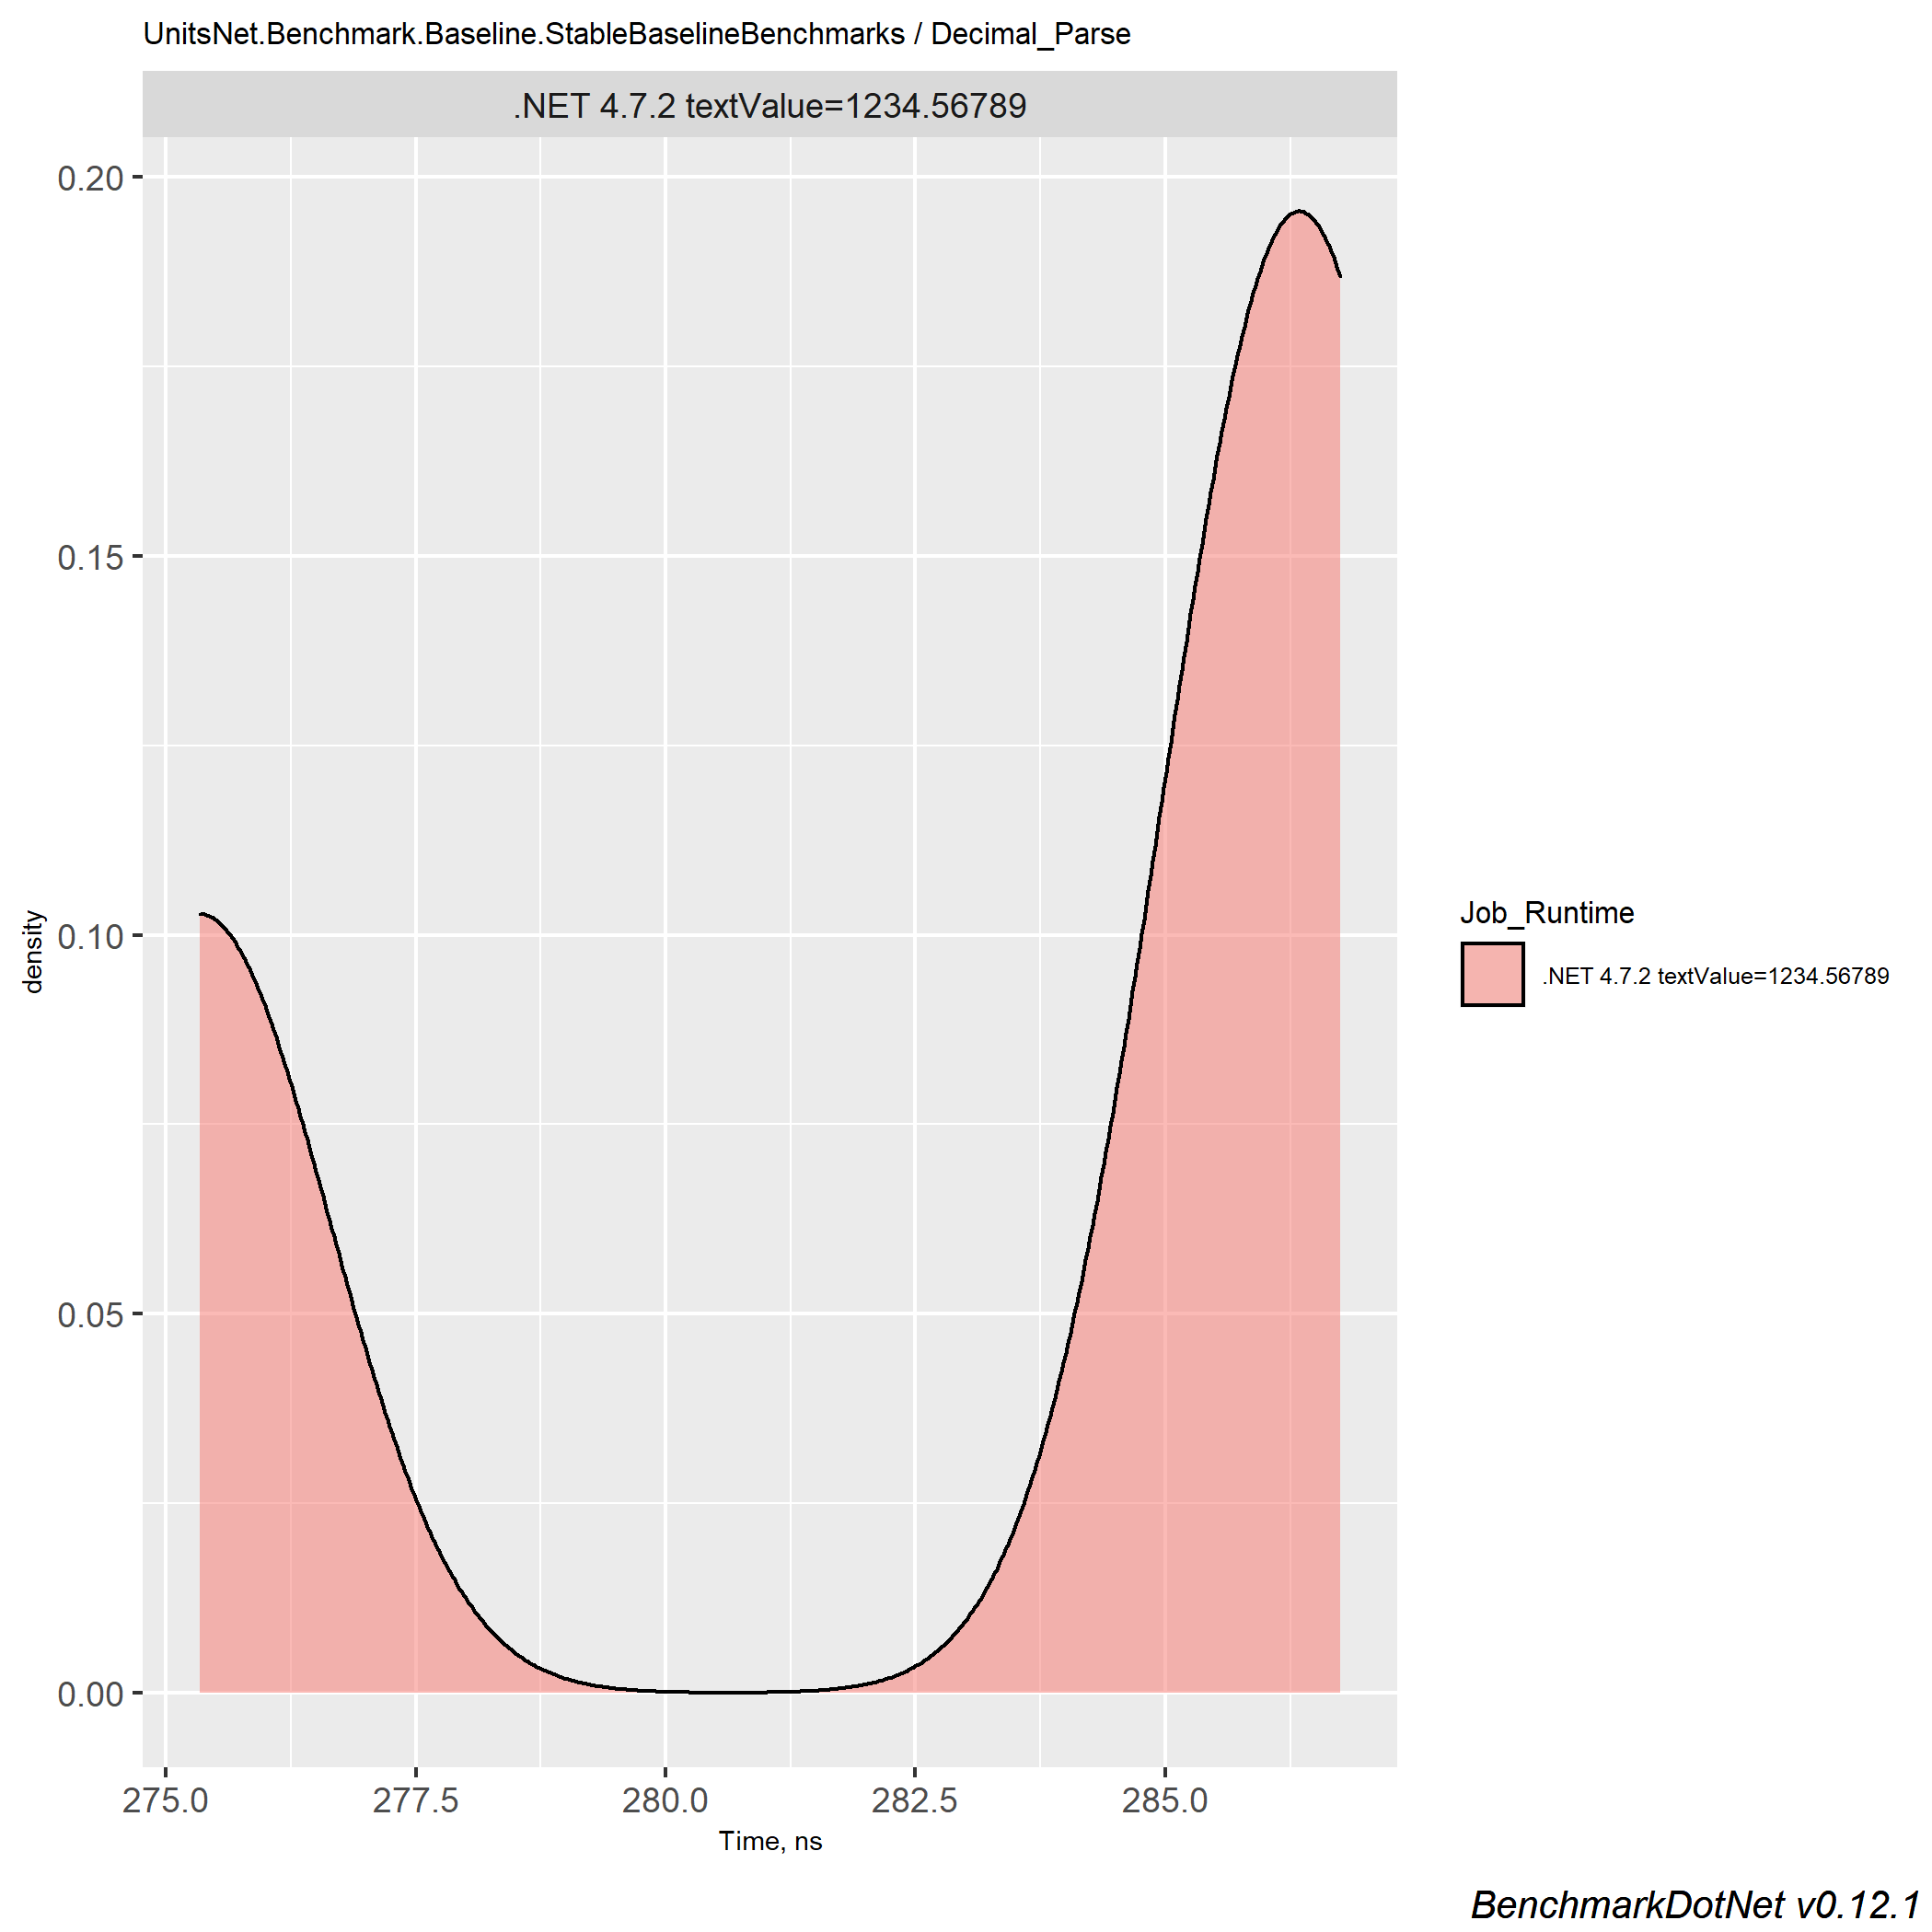 UnitsNet.Benchmark.Baseline.StableBaselineBenchmarks / Decimal_Parse
.NET 4.7.2 textValue=1234.56789
0.20
0.15
0.10
0.05
0.00
density
275.0 277.5 280.0 282.5 285.0
Time, ns
Job_Runtime
.NET 4.7.2 textValue=1234.56789
BenchmarkDotNet v0.12.1